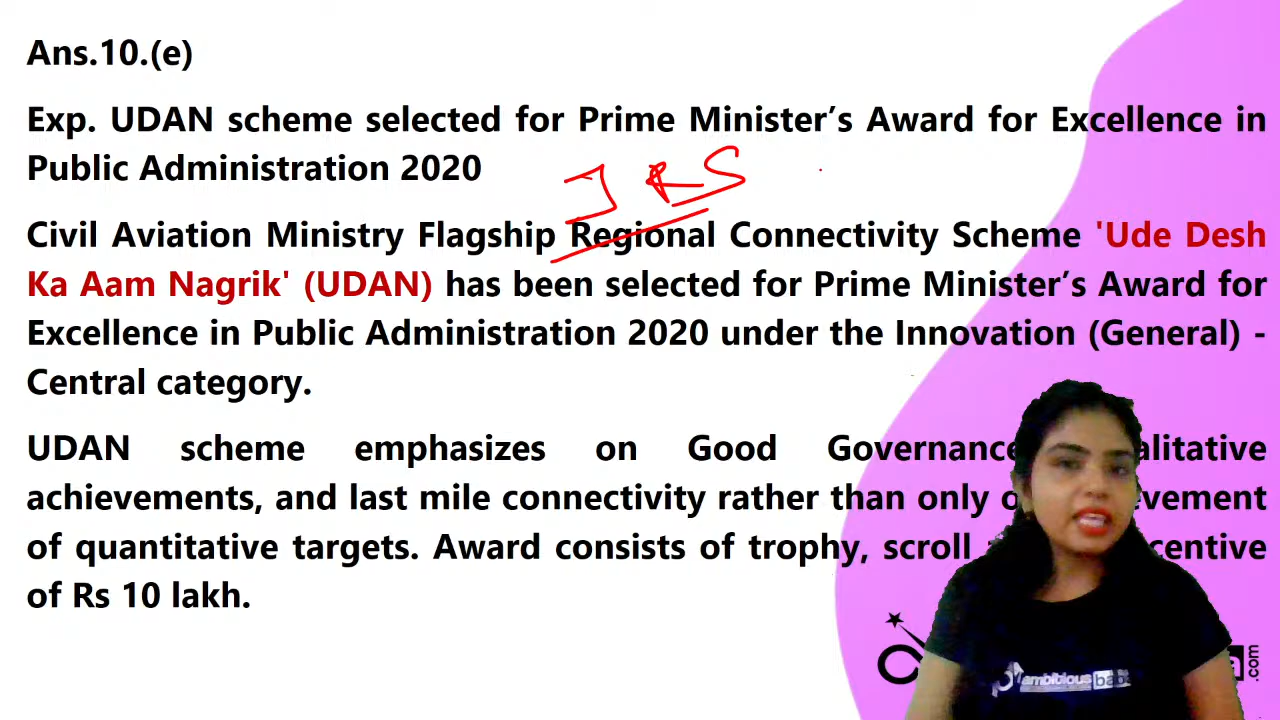 Ans.10.(e)
Exp. UDAN scheme selected for Prime Minister’s Award for Excellence in
Public Administration 2020
Civil Aviation Ministry Flagship Regional Connectivity Scheme 'Ude Desh
Ka Aam Nagrik' (UDAN) has been selected for Prime Minister’s Award for
Excellence in Public Administration 2020 under the Innovation (General) -
Central category.
UDAN scheme emphasizes on Good Governance
achievements, and last mile connectivity rather than only
of quantitative targets. Award consists of trophy, scroll
of Rs 10 lakh.
ambitious
.com